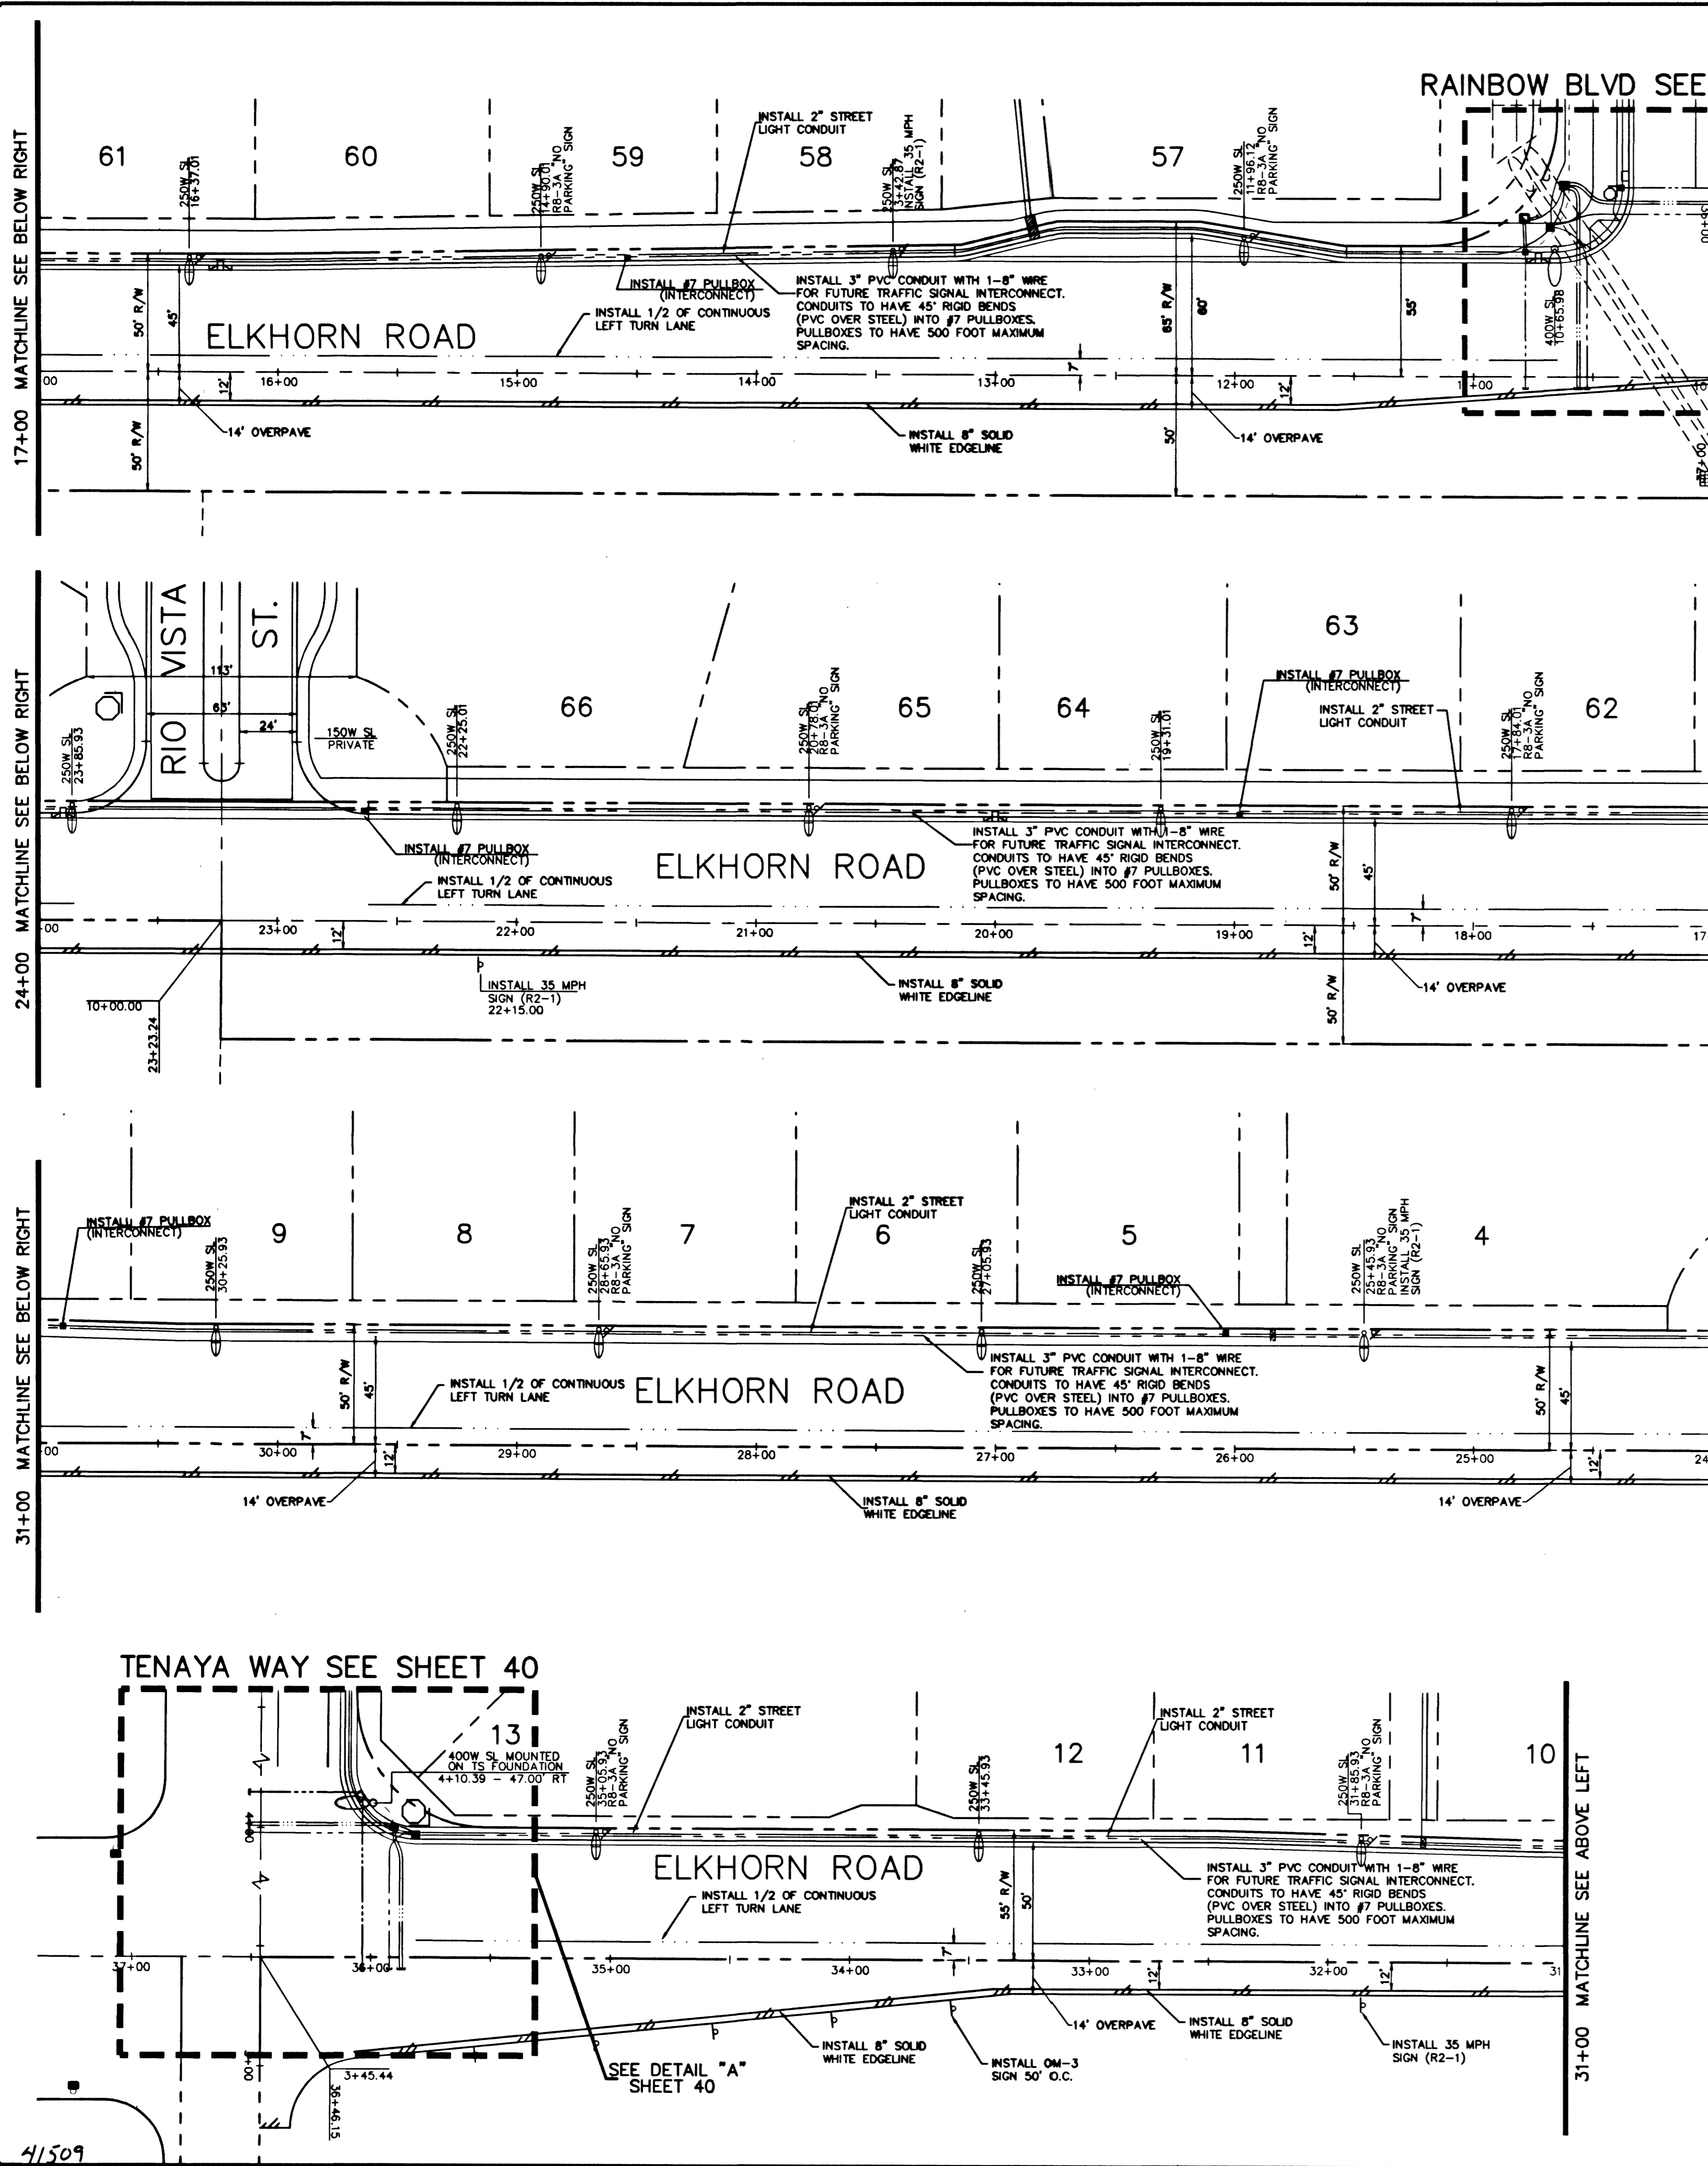 RAINBOW BLVD SEE
17+00 MATCHLINE SEE BELOW RIGHT
61
60
59
58
57
250W SL
16+37.01
250W SL
14+90.01
R8-3A "NO
PARKING" SIGN
INSTALL 2" STREET
LIGHT CONDUIT
250W SL
3+42.87
INSTALL 35 MPH
SIGN (R2-1)
250W SL
11+96.12
R8-3A "NO
PARKING" SIGN
INSTALL #7 PULLBOX
(INTERCONNECT)
INSTALL 1/2 OF CONTINUOUS
LEFT TURN LANE
INSTALL 3" PVC CONDUIT WITH 1-8" WIRE
FOR FUTURE TRAFFIC SIGNAL INTERCONNECT.
CONDUITS TO HAVE 45° RIGID BENDS
(PVC OVER STEEL) INTO #7 PULLBOXES.
PULLBOXES TO HAVE 500 FOOT MAXIMUM
SPACING.
50' R/W
45'
ELKHORN ROAD
65' R/W
60'
55'
400W SL
10+65.98
7'
00
16+00
15+00
14+00
13+00
12+00
11+00
12'
12'
14' OVERPAVE
50' R/W
INSTALL 8" SOLID
WHITE EDGELINE
50'
14' OVERPAVE
24+00 MATCHLINE SEE BELOW RIGHT
RIO VISTA
ST.
113'
63'
24'
150W SL
PRIVATE
250W SL
23+85.93
66
65
64
63
62
250W SL
22+25.01
250W SL
20+78.01
R8-3A "NO
PARKING" SIGN
250W SL
19+31.01
INSTALL #7 PULLBOX
(INTERCONNECT)
INSTALL 2" STREET
LIGHT CONDUIT
250W SL
17+84.01
R8-3A "NO
PARKING" SIGN
INSTALL #7 PULLBOX
(INTERCONNECT)
INSTALL 1/2 OF CONTINUOUS
LEFT TURN LANE
ELKHORN ROAD
INSTALL 3" PVC CONDUIT WITH 1-8" WIRE
FOR FUTURE TRAFFIC SIGNAL INTERCONNECT.
CONDUITS TO HAVE 45° RIGID BENDS
(PVC OVER STEEL) INTO #7 PULLBOXES.
PULLBOXES TO HAVE 500 FOOT MAXIMUM
SPACING.
50' R/W
45'
7'
00
23+00
22+00
21+00
20+00
19+00
18+00
17
12'
12'
10+00.00
23+23.24
INSTALL 35 MPH
SIGN (R2-1)
22+15.00
INSTALL 8" SOLID
WHITE EDGELINE
50' R/W
14' OVERPAVE
31+00 MATCHLINE SEE BELOW RIGHT
INSTALL #7 PULLBOX
(INTERCONNECT)
9
8
7
6
5
4
250W SL
30+25.93
250W SL
28+65.93
R8-3A "NO
PARKING" SIGN
INSTALL 2" STREET
LIGHT CONDUIT
250W SL
27+05.93
INSTALL #7 PULLBOX
(INTERCONNECT)
250W SL
25+45.93
R8-3A "NO
PARKING" SIGN
INSTALL 35 MPH
SIGN (R2-1)
50' R/W
45'
INSTALL 1/2 OF CONTINUOUS
LEFT TURN LANE
ELKHORN ROAD
INSTALL 3" PVC CONDUIT WITH 1-8" WIRE
FOR FUTURE TRAFFIC SIGNAL INTERCONNECT.
CONDUITS TO HAVE 45° RIGID BENDS
(PVC OVER STEEL) INTO #7 PULLBOXES.
PULLBOXES TO HAVE 500 FOOT MAXIMUM
SPACING.
50' R/W
45'
7'
00
30+00
29+00
28+00
27+00
26+00
25+00
24
12'
12'
14' OVERPAVE
INSTALL 8" SOLID
WHITE EDGELINE
14' OVERPAVE
TENAYA WAY SEE SHEET 40
13
400W SL MOUNTED
ON TS FOUNDATION
4+10.39 - 47.00' RT
250W SL
35+05.93
R8-3A "NO
PARKING" SIGN
INSTALL 2" STREET
LIGHT CONDUIT
250W SL
33+45.93
12
11
10
INSTALL 2" STREET
LIGHT CONDUIT
250W SL
31+85.93
R8-3A "NO
PARKING" SIGN
4+00
ELKHORN ROAD
INSTALL 1/2 OF CONTINUOUS
LEFT TURN LANE
55' R/W
50'
INSTALL 3" PVC CONDUIT WITH 1-8" WIRE
FOR FUTURE TRAFFIC SIGNAL INTERCONNECT.
CONDUITS TO HAVE 45° RIGID BENDS
(PVC OVER STEEL) INTO #7 PULLBOXES.
PULLBOXES TO HAVE 500 FOOT MAXIMUM
SPACING.
31+00 MATCHLINE SEE ABOVE LEFT
7'
37+00
36+00
35+00
34+00
33+00
32+00
31
12'
12'
14' OVERPAVE
INSTALL 8" SOLID
WHITE EDGELINE
INSTALL 35 MPH
SIGN (R2-1)
INSTALL 8" SOLID
WHITE EDGELINE
INSTALL OM-3
SIGN 50' O.C.
SEE DETAIL "A"
SHEET 40
3+45.44
36+46.15
41509